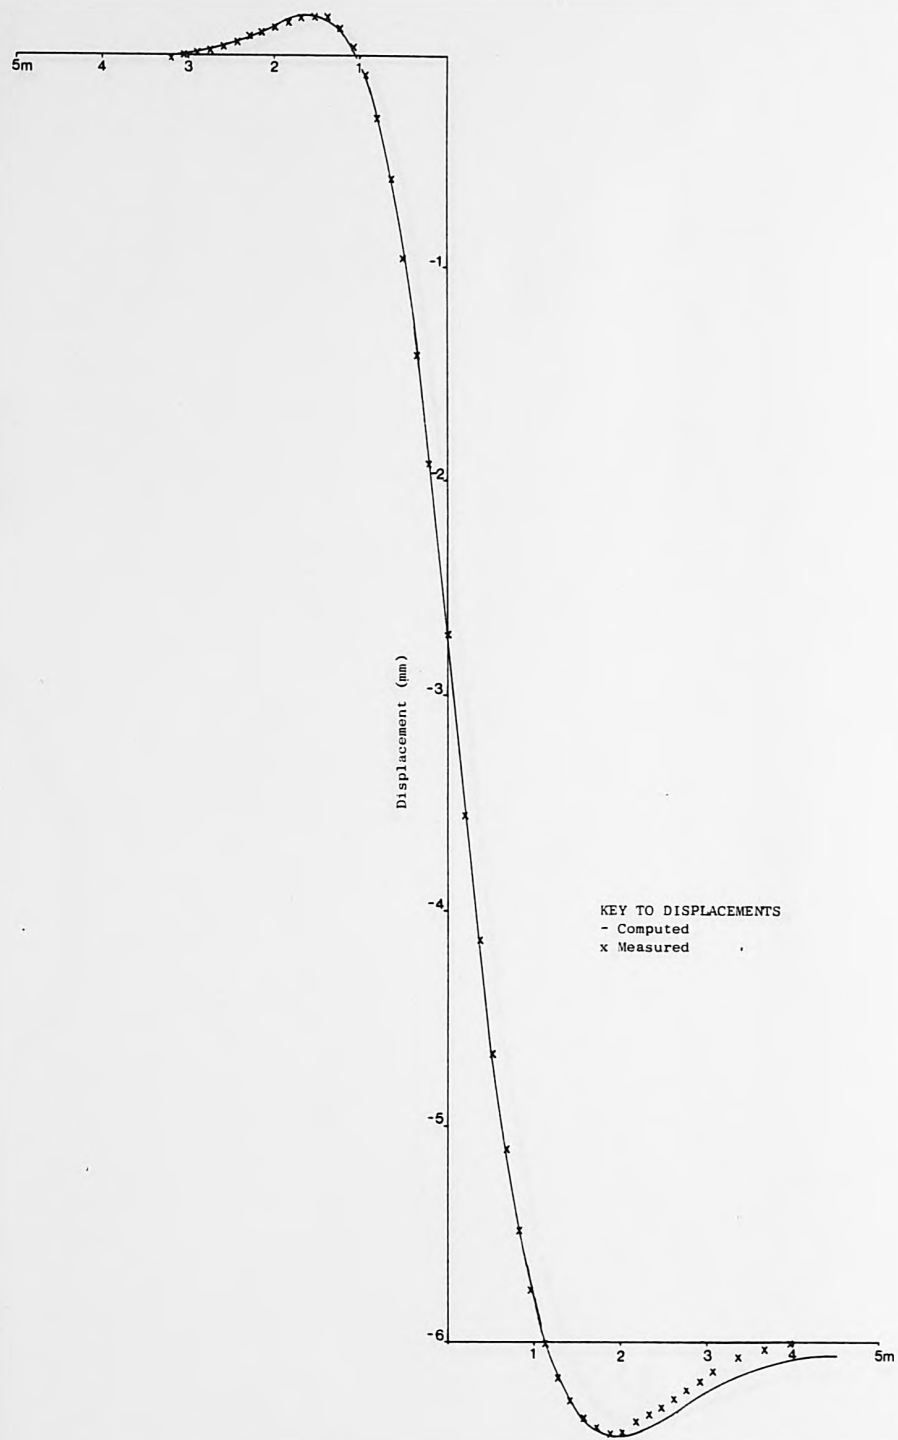 5m 4 3 2 1
-1
-2
-3
Displacement (mm)
-4
KEY TO DISPLACEMENTS
- Computed
x Measured
-5
-6
1 2 3 4 5m